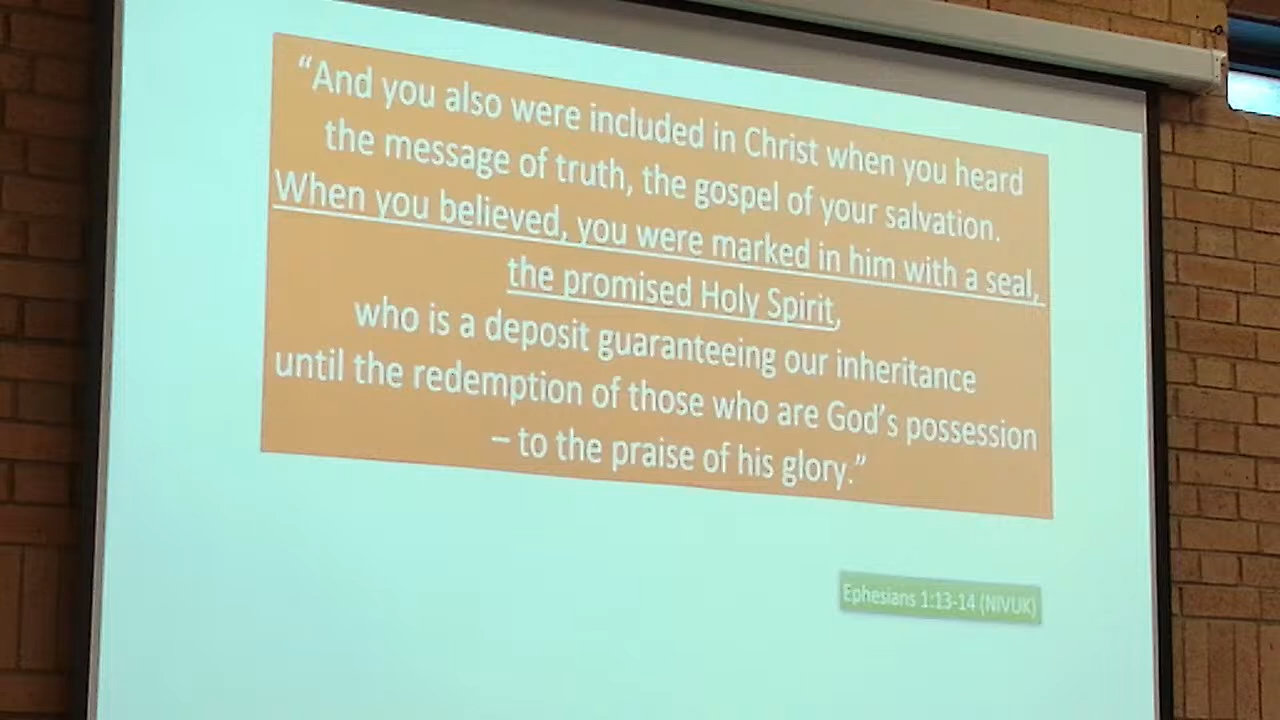 “And you also were included in Christ when you heard
the message of truth, the gospel of your salvation.
When you believed, you were marked in him with a seal,
the promised Holy Spirit,
who is a deposit guaranteeing our inheritance
until the redemption of those who are God’s possession
– to the praise of his glory.”
Ephesians 1:13-14 (NIVUK)